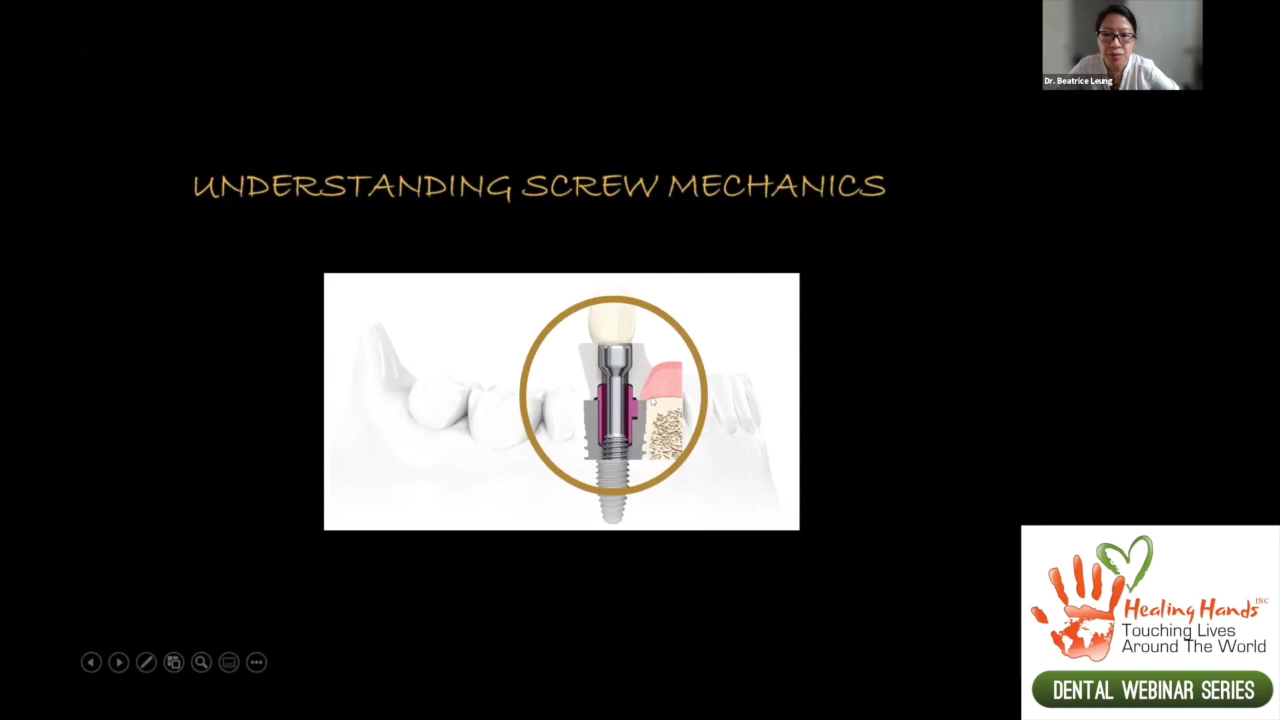 Dr. Beatrice Leung
UNDERSTANDING SCREW MECHANICS
Healing Hands INC
Touching Lives
Around The World
DENTAL WEBINAR SERIES